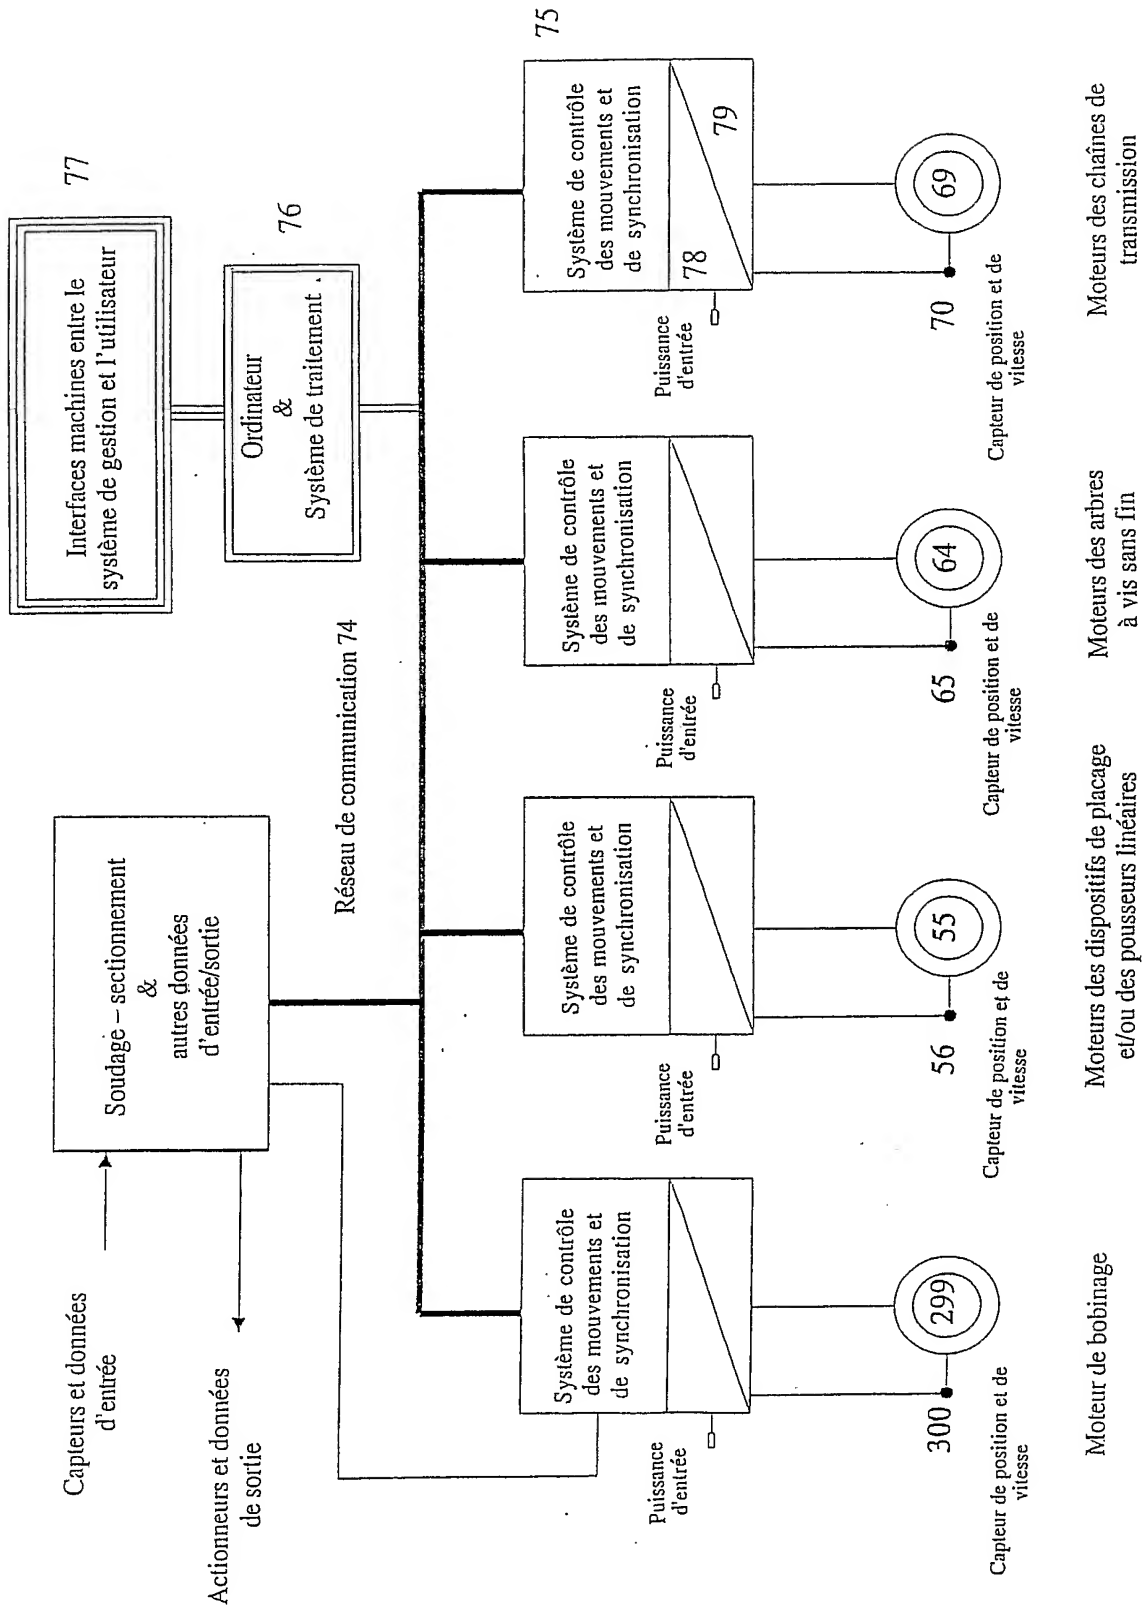 Capteurs et données
d'entrée
Actionneurs et données
de sortie
Soudage – sectionnement
&
autres données
d'entrée/sortie
Interfaces machines entre le
système de gestion et l'utilisateur
77
Ordinateur
&
Système de traitement
76
Réseau de communication 74
75
Système de contrôle
des mouvements et
de synchronisation
Système de contrôle
des mouvements et
de synchronisation
Système de contrôle
des mouvements et
de synchronisation
Système de contrôle
des mouvements et
de synchronisation
78
79
Puissance
d'entrée
Puissance
d'entrée
Puissance
d'entrée
Puissance
d'entrée
299
55
64
69
300
56
65
70
Capteur de position et de
vitesse
Capteur de position et de
vitesse
Capteur de position et de
vitesse
Capteur de position et de
vitesse
Moteur de bobinage
Moteurs des dispositifs de placage
et/ou des pousseurs linéaires
Moteurs des arbres
à vis sans fin
Moteurs des chaînes de
transmission